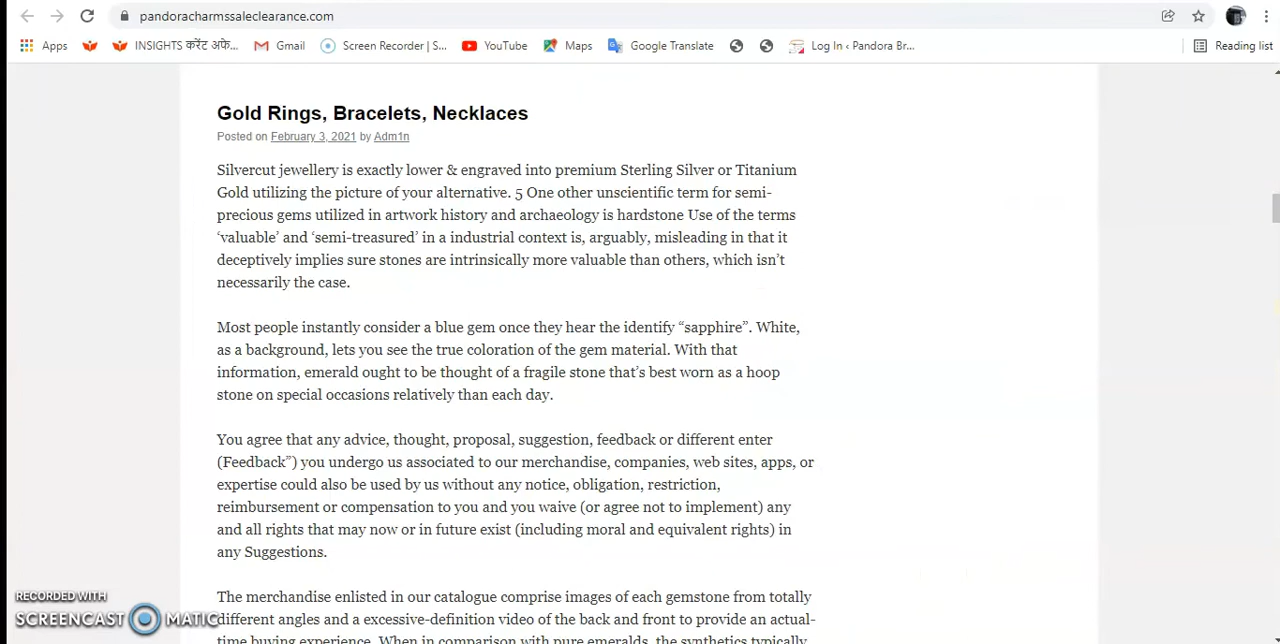 pandoracharmssaleclearance.com
Apps INSIGHTS करेंट अफे... Gmail Screen Recorder | S... YouTube Maps Google Translate Log In ‹ Pandora Br... Reading list
Gold Rings, Bracelets, Necklaces
Posted on February 3, 2021 by Adm1n
Silvercut jewellery is exactly lower & engraved into premium Sterling Silver or Titanium
Gold utilizing the picture of your alternative. 5 One other unscientific term for semi-
precious gems utilized in artwork history and archaeology is hardstone Use of the terms
‘valuable’ and ‘semi-treasured’ in a industrial context is, arguably, misleading in that it
deceptively implies sure stones are intrinsically more valuable than others, which isn’t
necessarily the case.
Most people instantly consider a blue gem once they hear the identify “sapphire”. White,
as a background, lets you see the true coloration of the gem material. With that
information, emerald ought to be thought of a fragile stone that’s best worn as a hoop
stone on special occasions relatively than each day.
You agree that any advice, thought, proposal, suggestion, feedback or different enter
(Feedback”) you undergo us associated to our merchandise, companies, web sites, apps, or
expertise could also be used by us without any notice, obligation, restriction,
reimbursement or compensation to you and you waive (or agree not to implement) any
and all rights that may now or in future exist (including moral and equivalent rights) in
any Suggestions.
The merchandise enlisted in our catalogue comprise images of each gemstone from totally
different angles and a excessive-definition video of the back and front to provide an actual-
time buying experience. When in comparison with pure emeralds, the synthetics typically
RECORDED WITH
SCREENCAST MATIC